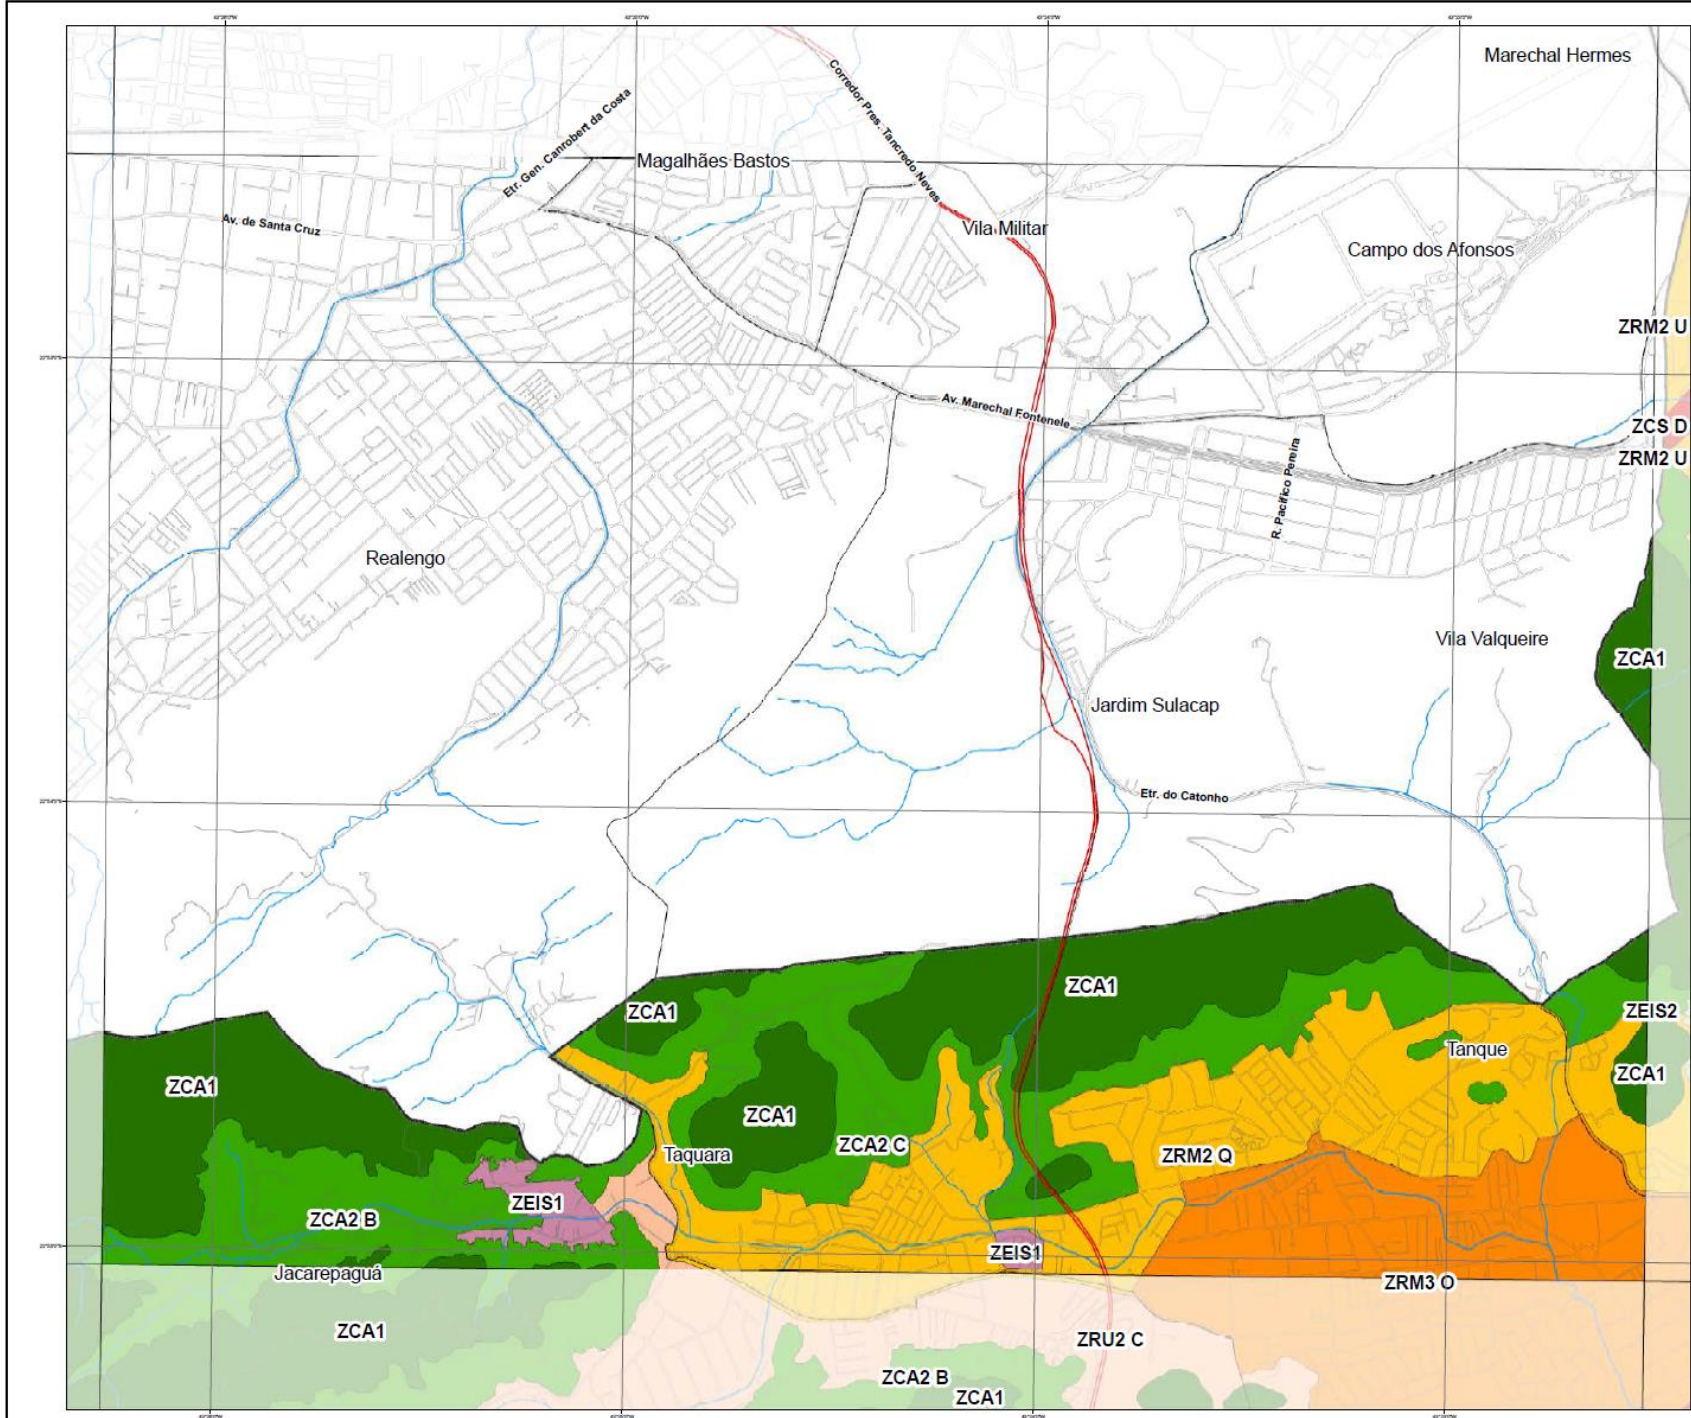 Marechal Hermes
Corredor Pres. Tancredo Neves
Etr. Gen. Canrobert da Costa
Magalhães Bastos
Av. de Santa Cruz
Vila Militar
Campo dos Afonsos
ZRM2 U
Av. Marechal Fontenele
ZCS D
ZRM2 U
R. Pacifico Pereira
Realengo
Vila Valqueire
ZCA1
Jardim Sulacap
Etr. do Catonho
ZCA1
ZCA1
ZEIS2
Tanque
ZCA1
ZCA1
ZCA1
ZCA2 C
Taquara
ZRM2 Q
ZEIS1
ZCA2 B
ZEIS1
Jacarepaguá
ZRM3 O
ZCA1
ZRU2 C
ZCA2 B
ZCA1